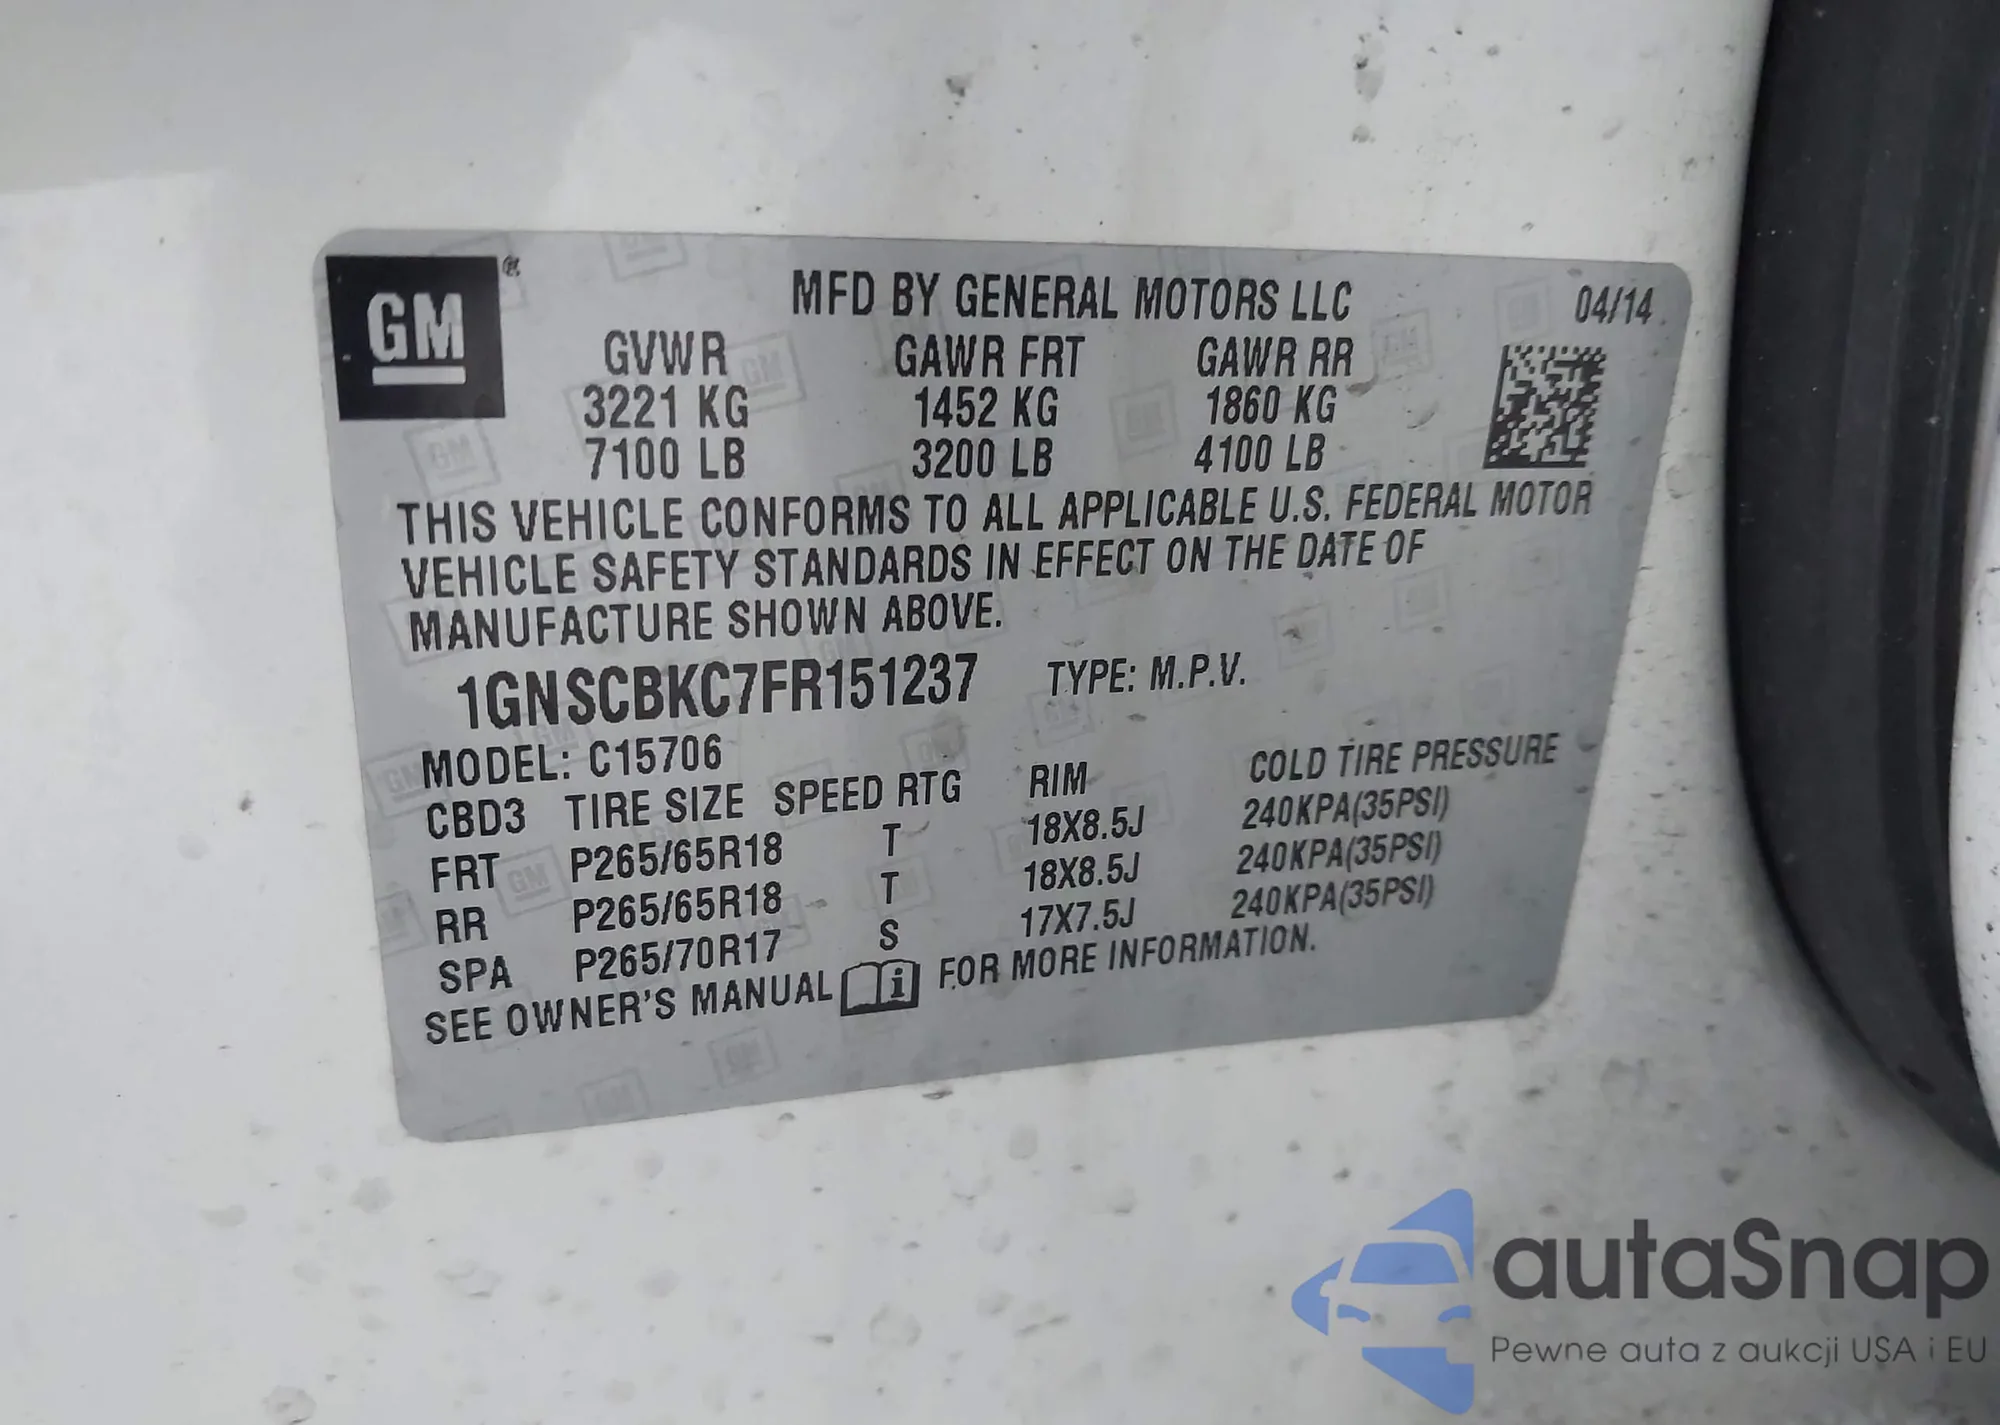 GM ®
MFD BY GENERAL MOTORS LLC 04/14
GVWR GAWR FRT GAWR RR
3221 KG 1452 KG 1860 KG
7100 LB 3200 LB 4100 LB
THIS VEHICLE CONFORMS TO ALL APPLICABLE U.S. FEDERAL MOTOR
VEHICLE SAFETY STANDARDS IN EFFECT ON THE DATE OF
MANUFACTURE SHOWN ABOVE.
1GNSCBKC7FR151237 TYPE: M.P.V.
MODEL: C15706
CBD3 TIRE SIZE SPEED RTG RIM COLD TIRE PRESSURE
FRT P265/65R18 T 18X8.5J 240KPA(35PSI)
RR P265/65R18 T 18X8.5J 240KPA(35PSI)
SPA P265/70R17 S 17X7.5J 240KPA(35PSI)
SEE OWNER'S MANUAL FOR MORE INFORMATION.
autaSnap
Pewne auta z aukcji USA i EU